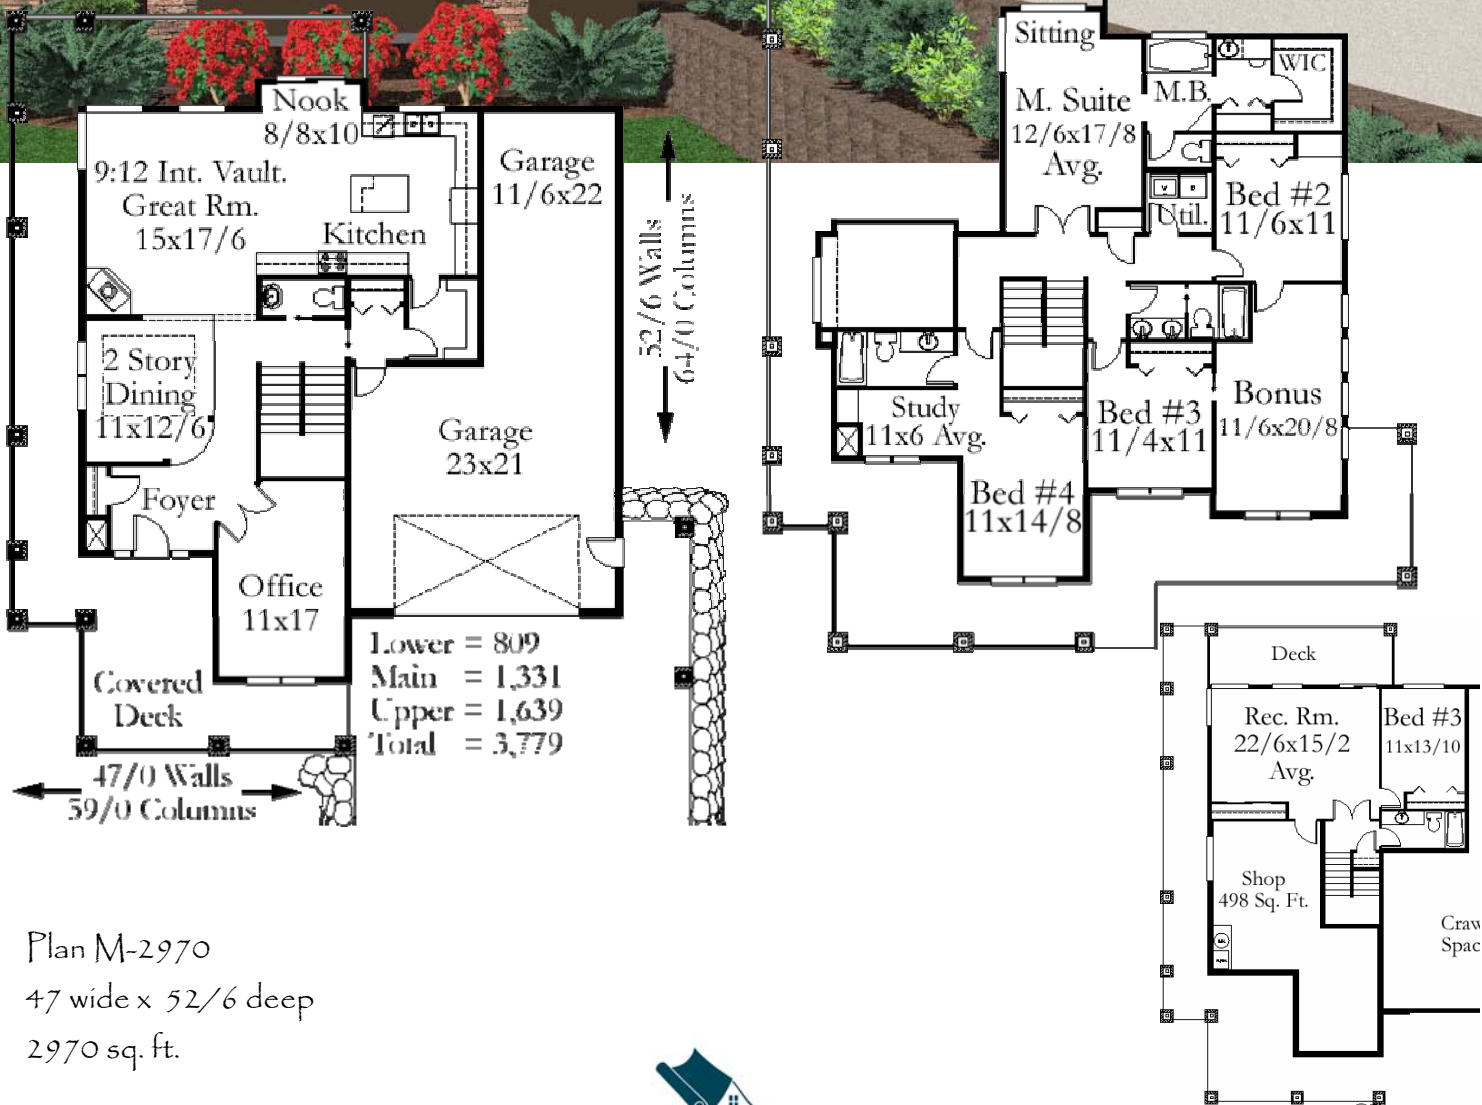 Nook
8/8x10
9:12 Int. Vault.
Great Rm.
15x17/6
Kitchen
Garage
11/6x22
52/6 Walls
64/0 Columns
2 Story
Dining
11x12/6
Garage
23x21
Foyer
Office
11x17
Covered
Deck
47/0 Walls
59/0 Columns
Lower = 809
Main = 1,331
Upper = 1,639
Total = 3,779
Sitting
M. Suite
12/6x17/8
Avg.
M.B.
WIC
Util.
Bed #2
11/6x11
Study
11x6 Avg.
Bed #3
11/4x11
Bonus
11/6x20/8
Bed #4
11x14/8
Deck
Rec. Rm.
22/6x15/2
Avg.
Bed #3
11x13/10
Shop
498 Sq. Ft.
Craw
Spac
Plan M-2970
47 wide x 52/6 deep
2970 sq. ft.